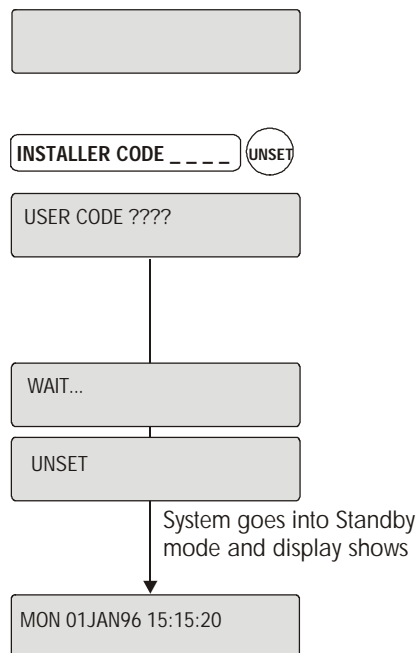 INSTALLER CODE _ _ _ _ UNSET
USER CODE ????
WAIT...
UNSET
System goes into Standby
mode and display shows
MON 01JAN96 15:15:20